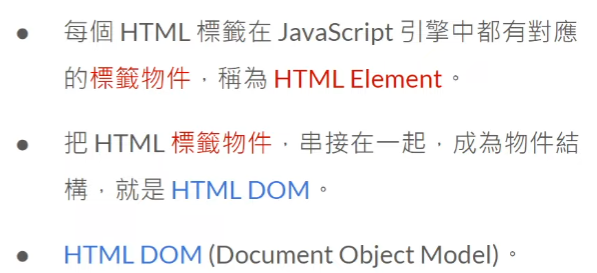 ● 每個 HTML 標籤在 JavaScript 引擎中都有對應
的標籤物件,稱為 HTML Element。
● 把 HTML 標籤物件,串接在一起,成為物件結
構,就是 HTML DOM。
● HTML DOM (Document Object Model)。